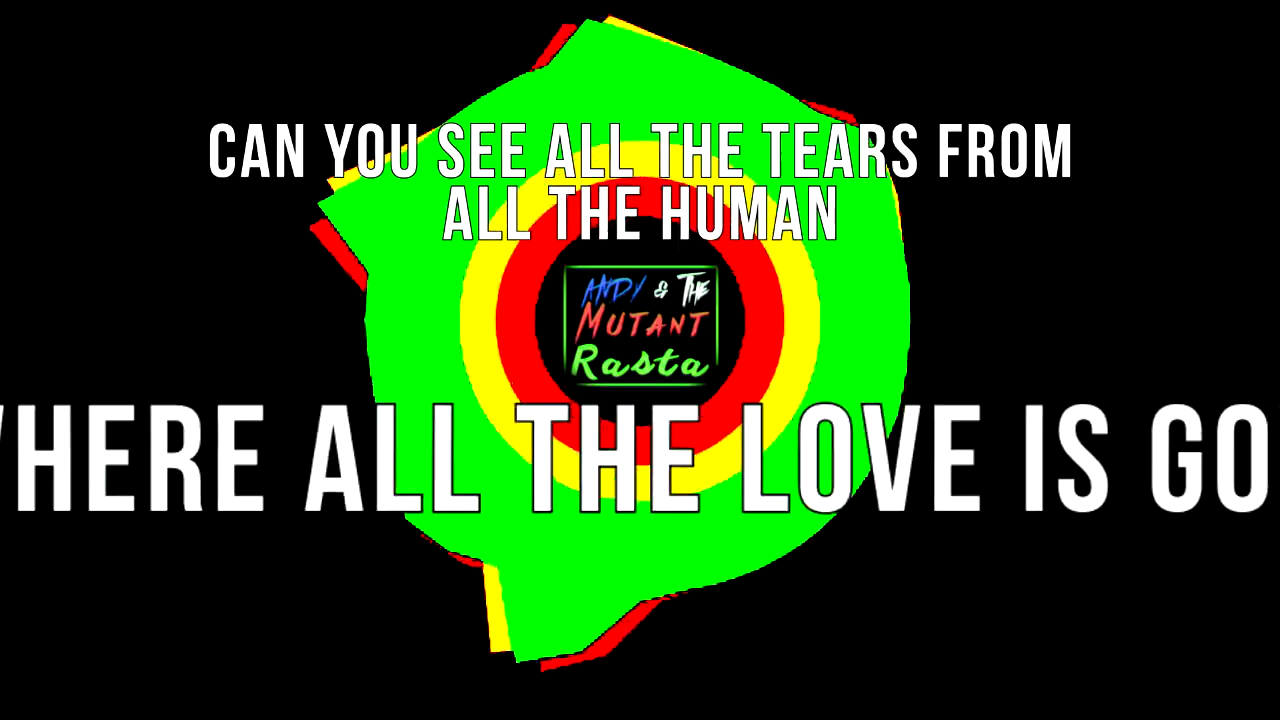 CAN YOU SEE ALL THE TEARS FROM
ALL THE HUMAN
ANDY & THE
MUTANT
Rasta
HERE ALL THE LOVE IS GO